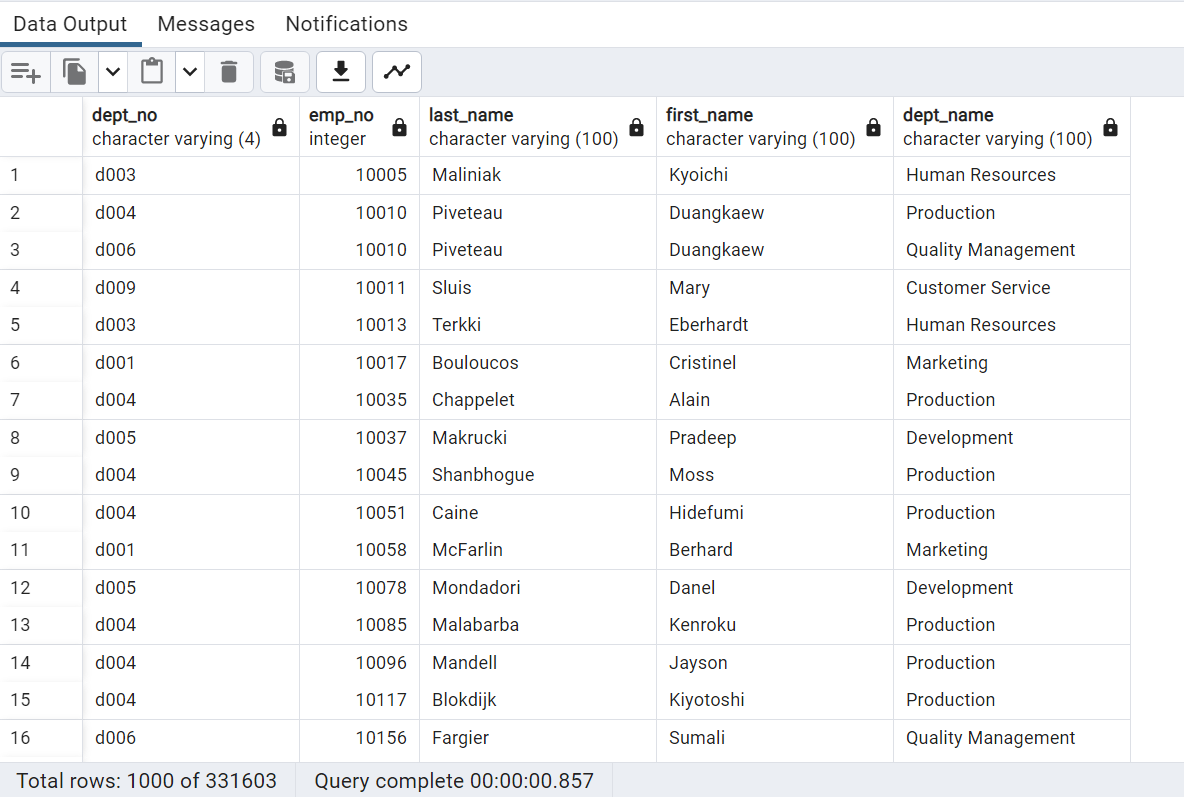 Data Output Messages Notifications
dept_no emp_no last_name first_name dept_name
character varying (4) integer character varying (100) character varying (100) character varying (100)
1 d003 10005 Maliniak Kyoichi Human Resources
2 d004 10010 Piveteau Duangkaew Production
3 d006 10010 Piveteau Duangkaew Quality Management
4 d009 10011 Sluis Mary Customer Service
5 d003 10013 Terkki Eberhardt Human Resources
6 d001 10017 Bouloucos Cristinel Marketing
7 d004 10035 Chappelet Alain Production
8 d005 10037 Makrucki Pradeep Development
9 d004 10045 Shanbhogue Moss Production
10 d004 10051 Caine Hidefumi Production
11 d001 10058 McFarlin Berhard Marketing
12 d005 10078 Mondadori Danel Development
13 d004 10085 Malabarba Kenroku Production
14 d004 10096 Mandell Jayson Production
15 d004 10117 Blokdijk Kiyotoshi Production
16 d006 10156 Fargier Sumali Quality Management
Total rows: 1000 of 331603 Query complete 00:00:00.857